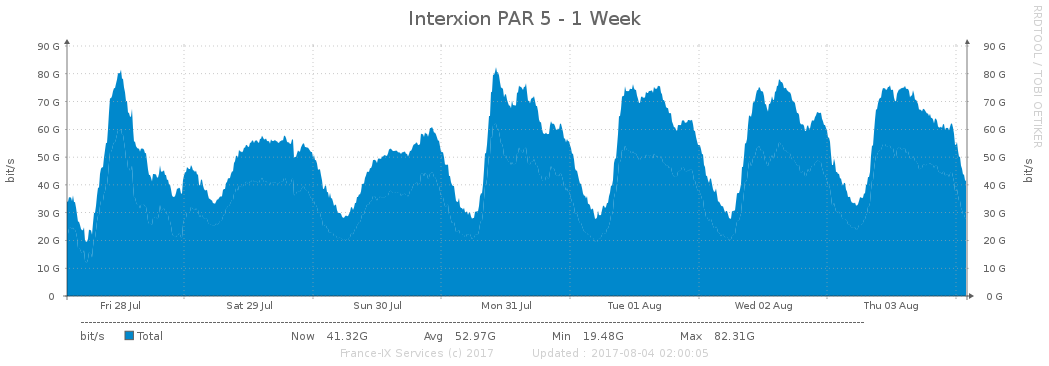 Interxion PAR 5 - 1 Week
RRDTOOL / TOBI OETIKER
90 G 90 G
80 G 80 G
70 G 70 G
60 G 60 G
50 G 50 G
40 G 40 G
30 G 30 G
20 G 20 G
10 G 10 G
0 0 G
bit/s bit/s
Fri 28 Jul Sat 29 Jul Sun 30 Jul Mon 31 Jul Tue 01 Aug Wed 02 Aug Thu 03 Aug
bit/s Total Now 41.32G Avg 52.97G Min 19.48G Max 82.31G
France-IX Services (c) 2017 Updated : 2017-08-04 02:00:05